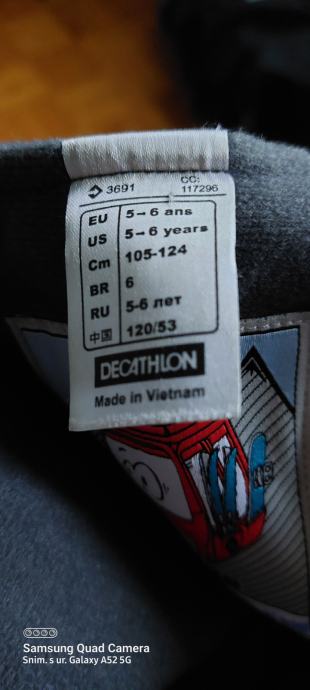 3691 CC: 117296
EU 5-6 ans
US 5-6 years
Cm 105-124
BR 6
RU 5-6 лет
中国 120/53
DECATHLON
Made in Vietnam
Samsung Quad Camera
Snim. s ur. Galaxy A52 5G